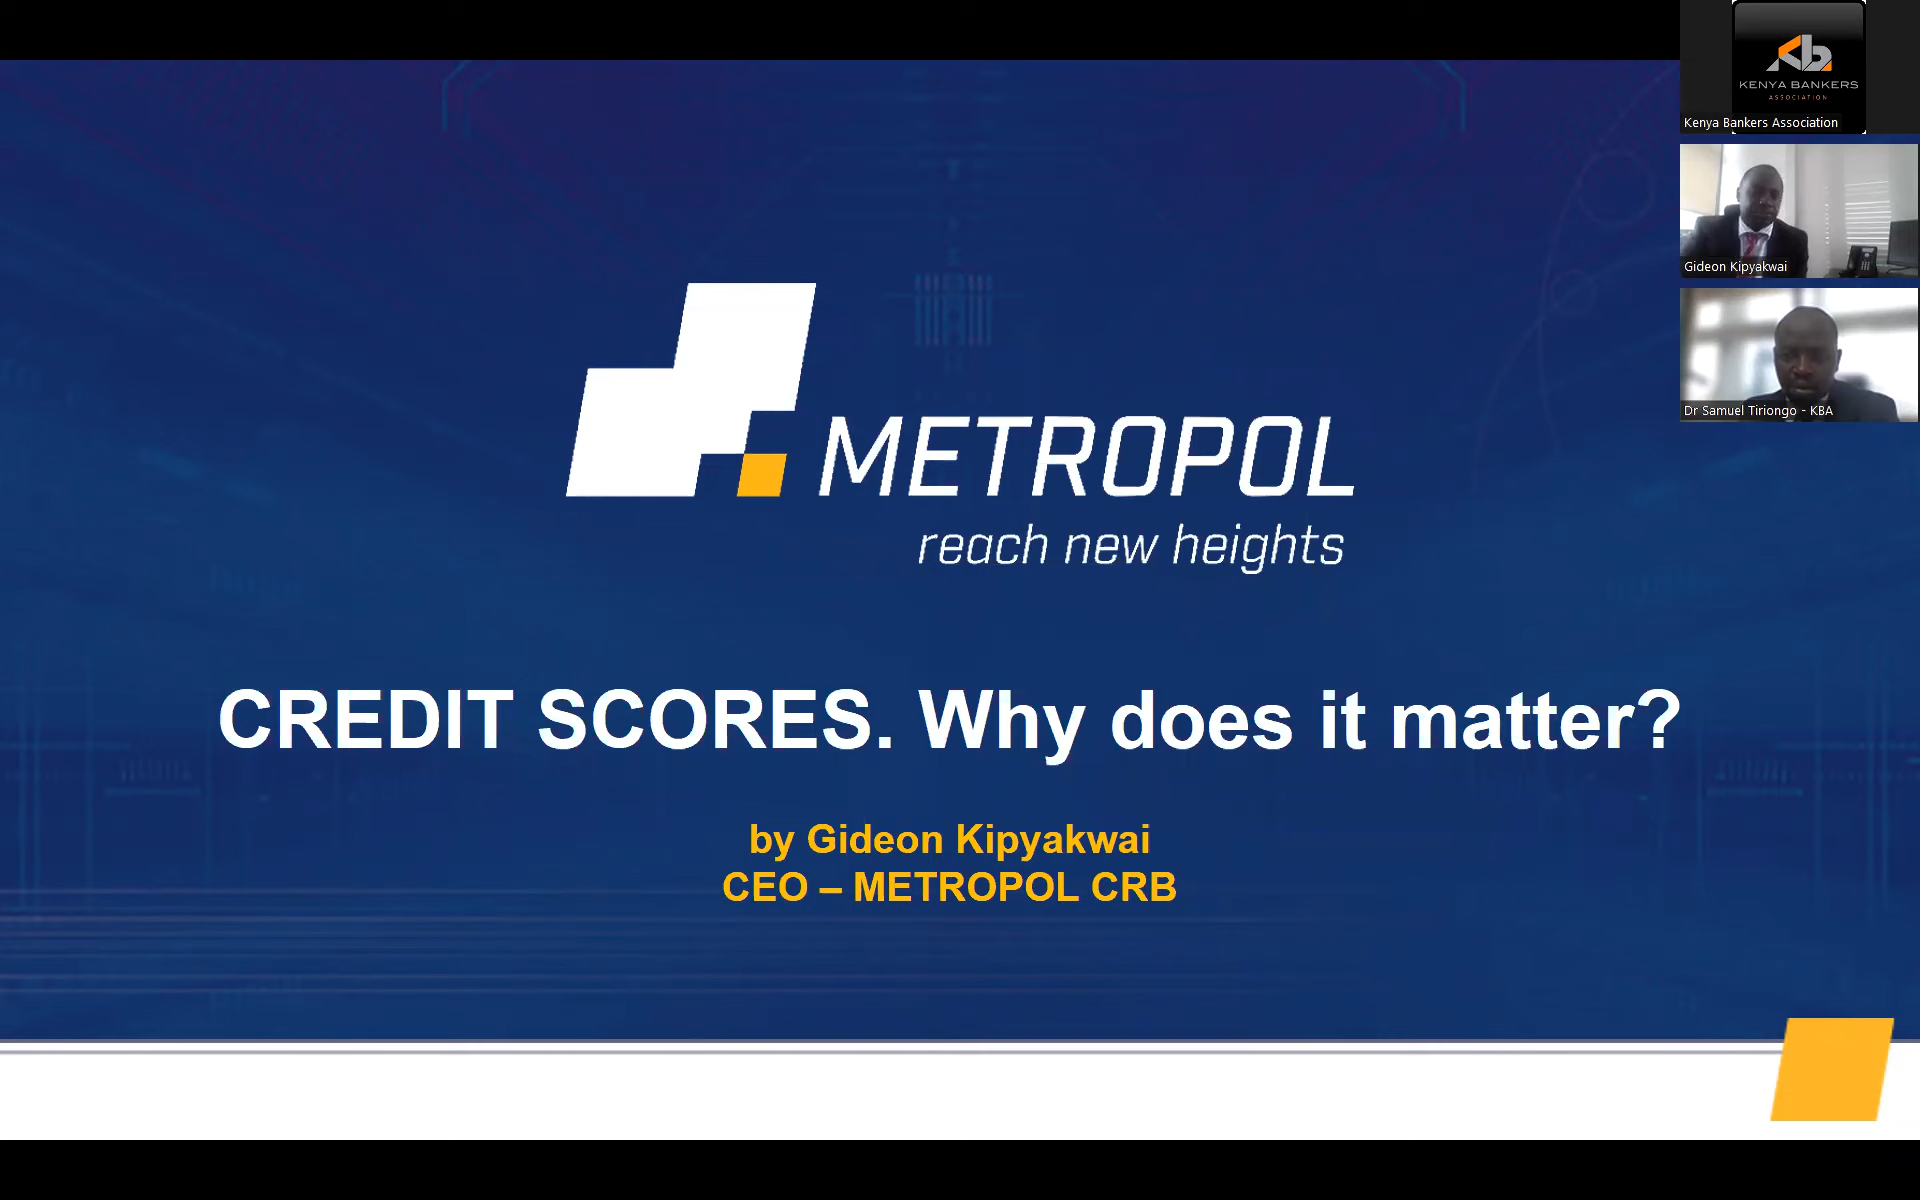 METROPOL
reach new heights
CREDIT SCORES. Why does it matter?
by Gideon Kipyakwai
CEO – METROPOL CRB
KENYA BANKERS
ASSOCIATION
Kenya Bankers Association
Gideon Kipyakwai
Dr Samuel Tiriongo - KBA